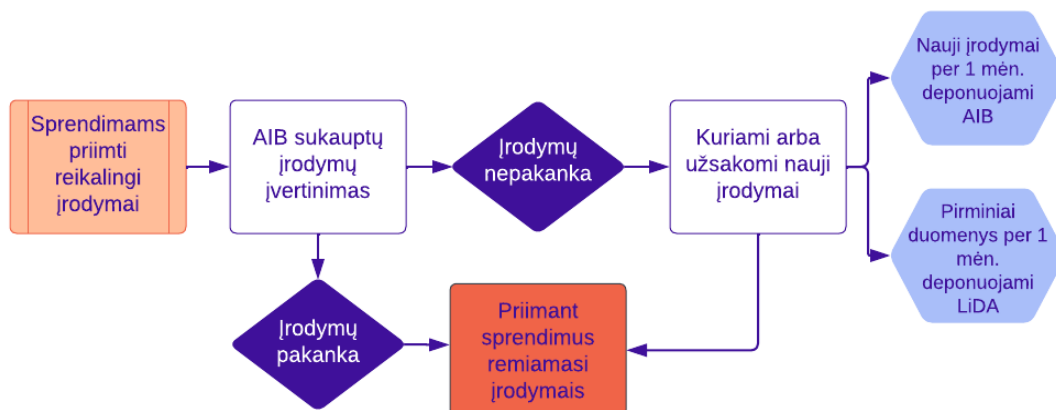 Sprendimams
priimti
reikalingi
įrodymai
AIB sukauptų
įrodymų
įvertinimas
Įrodymų
nepakanka
Kuriami arba
užsakomi nauji
įrodymai
Nauji įrodymai
per 1 mėn.
deponuojami
AIB
Pirminiai
duomenys per 1
mėn.
deponuojami
LiDA
Įrodymų
pakanka
Priimant
sprendimus
remiamasi
įrodymais